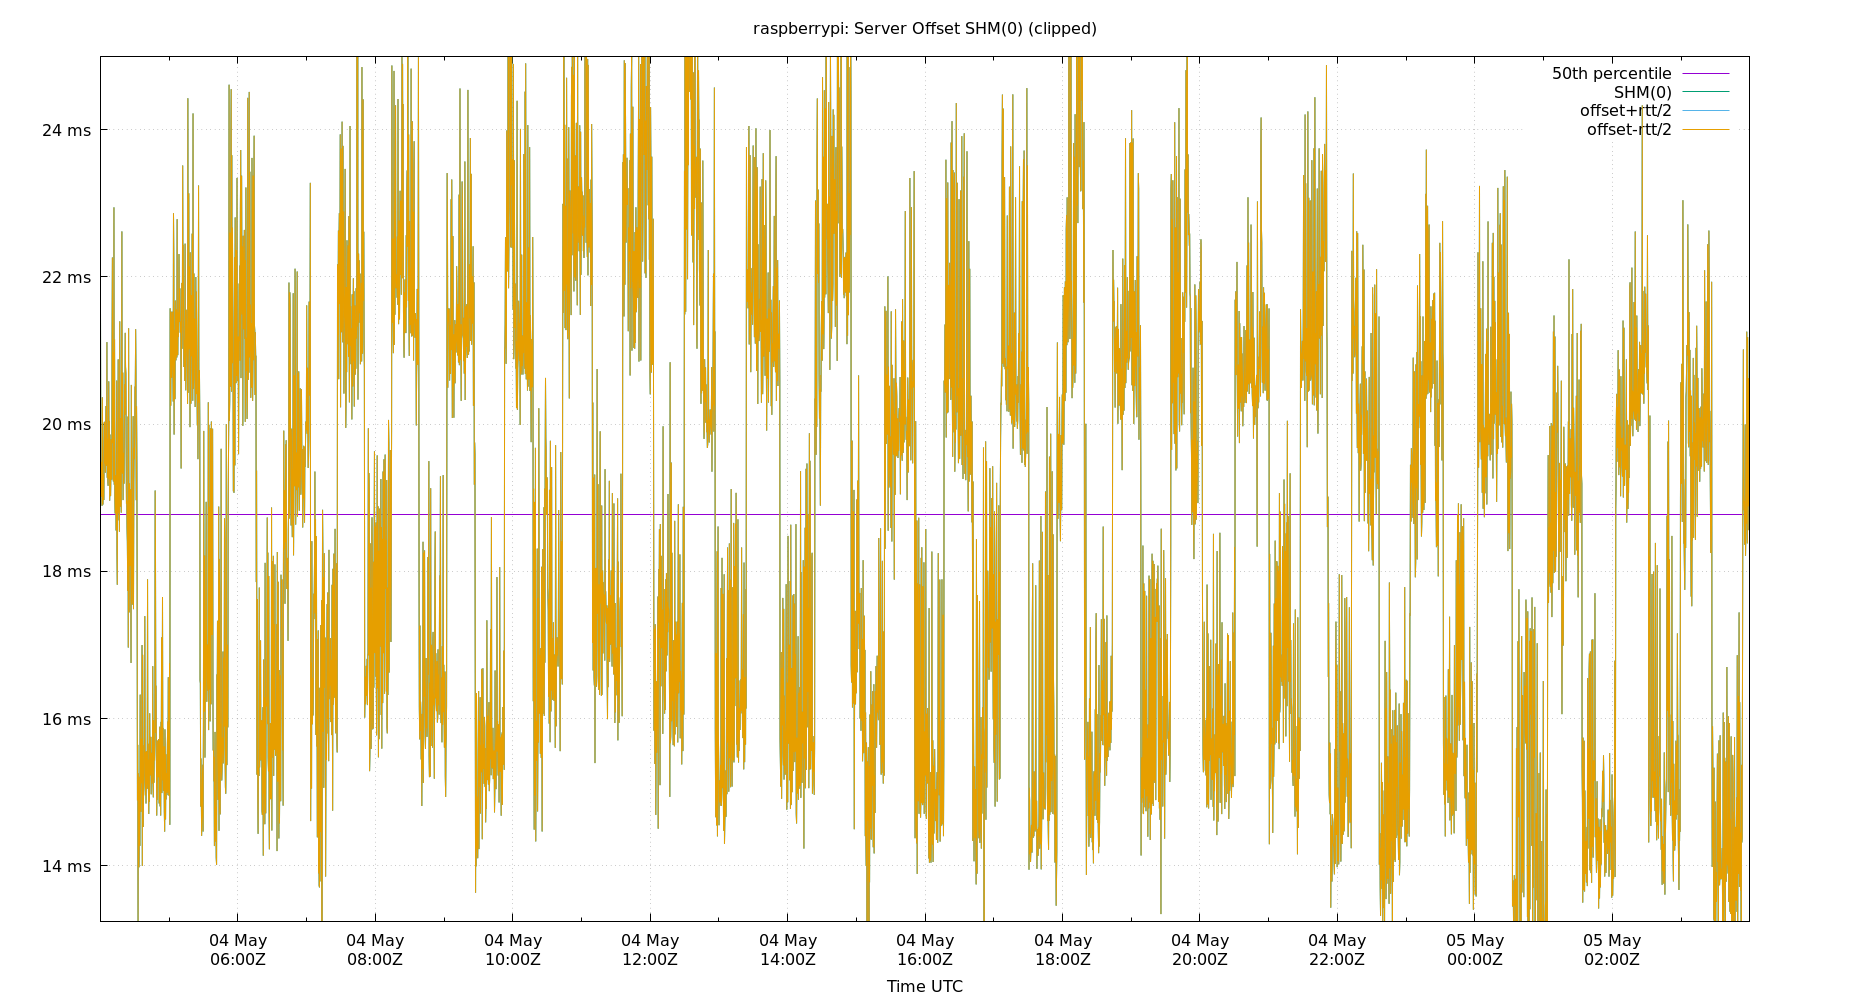 raspberrypi: Server Offset SHM(0) (clipped)
50th percentile
SHM(0)
offset+rtt/2
offset-rtt/2
24 ms
22 ms
20 ms
18 ms
16 ms
14 ms
04 May 04 May 04 May 04 May 04 May 04 May 04 May 04 May 04 May 05 May 05 May
06:00Z 08:00Z 10:00Z 12:00Z 14:00Z 16:00Z 18:00Z 20:00Z 22:00Z 00:00Z 02:00Z
Time UTC